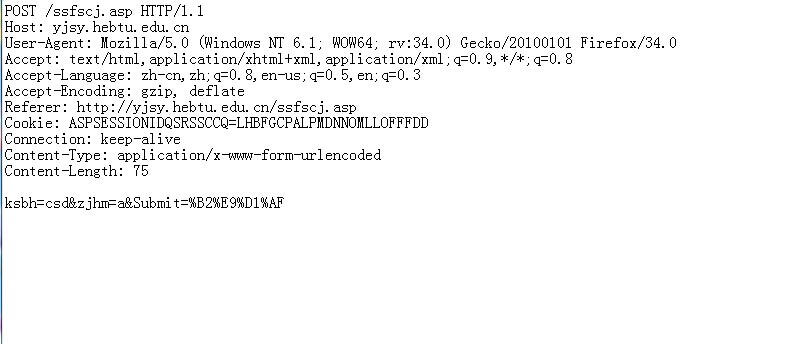 POST /ssfscj.asp HTTP/1.1
Host: yjsy.hebtu.edu.cn
User-Agent: Mozilla/5.0 (Windows NT 6.1; WOW64; rv:34.0) Gecko/20100101 Firefox/34.0
Accept: text/html,application/xhtml+xml,application/xml;q=0.9,*/*;q=0.8
Accept-Language: zh-cn,zh;q=0.8,en-us;q=0.5,en;q=0.3
Accept-Encoding: gzip, deflate
Referer: http://yjsy.hebtu.edu.cn/ssfscj.asp
Cookie: ASPSESSIONIDQSRSSCCQ=LHBFGCPALPMDNNOMLLOFFFDD
Connection: keep-alive
Content-Type: application/x-www-form-urlencoded
Content-Length: 75
ksbh=csd&zjhm=a&Submit=%B2%E9%D1%AF